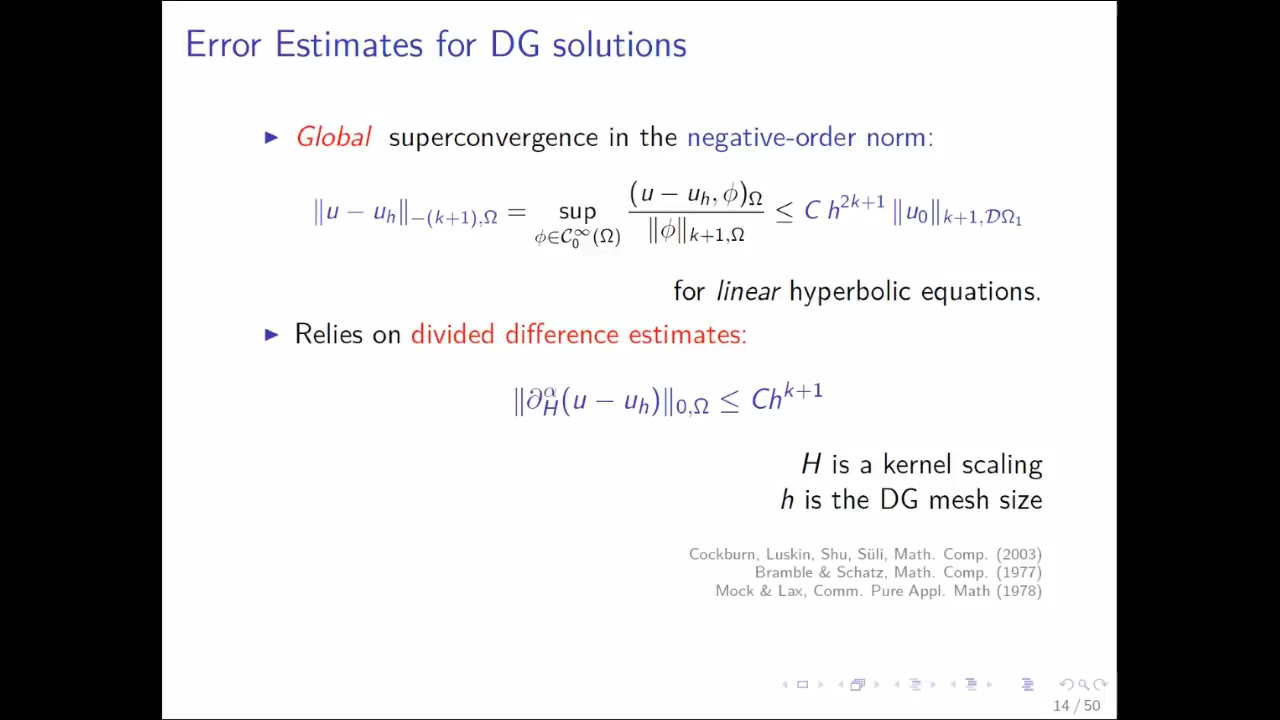 Error Estimates for DG solutions
▶ Global superconvergence in the negative-order norm:
‖u − u_h‖_{−(k+1),Ω} = sup_{ϕ∈𝒞_0^∞(Ω)} (u − u_h, ϕ)_Ω / ‖ϕ‖_{k+1,Ω} ≤ C h^{2k+1} ‖u_0‖_{k+1,𝒟Ω_1}
for linear hyperbolic equations.
▶ Relies on divided difference estimates:
‖∂_H^α(u − u_h)‖_{0,Ω} ≤ Ch^{k+1}
H is a kernel scaling
h is the DG mesh size
Cockburn, Luskin, Shu, Süli, Math. Comp. (2003)
Bramble & Schatz, Math. Comp. (1977)
Mock & Lax, Comm. Pure Appl. Math (1978)
14 / 50